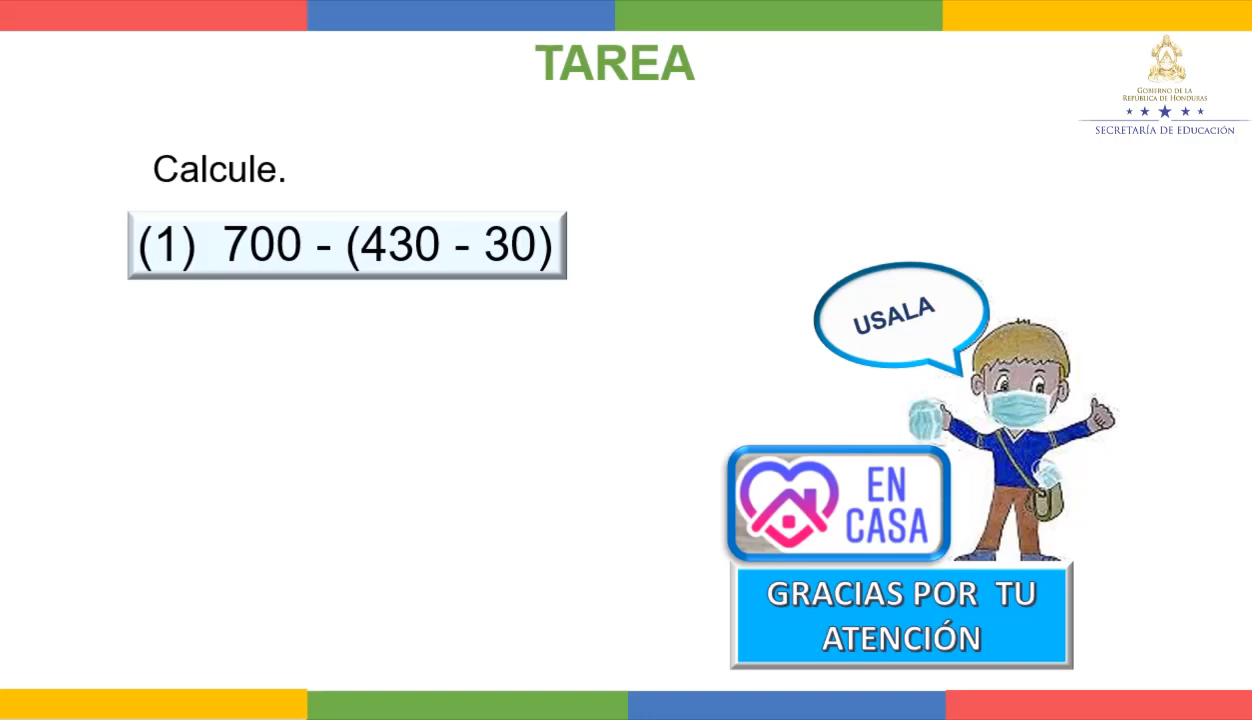 TAREA
GOBIERNO DE LA
REPÚBLICA DE HONDURAS
SECRETARÍA DE EDUCACIÓN
Calcule.
(1) 700 - (430 - 30)
USALA
EN
CASA
GRACIAS POR TU
ATENCIÓN